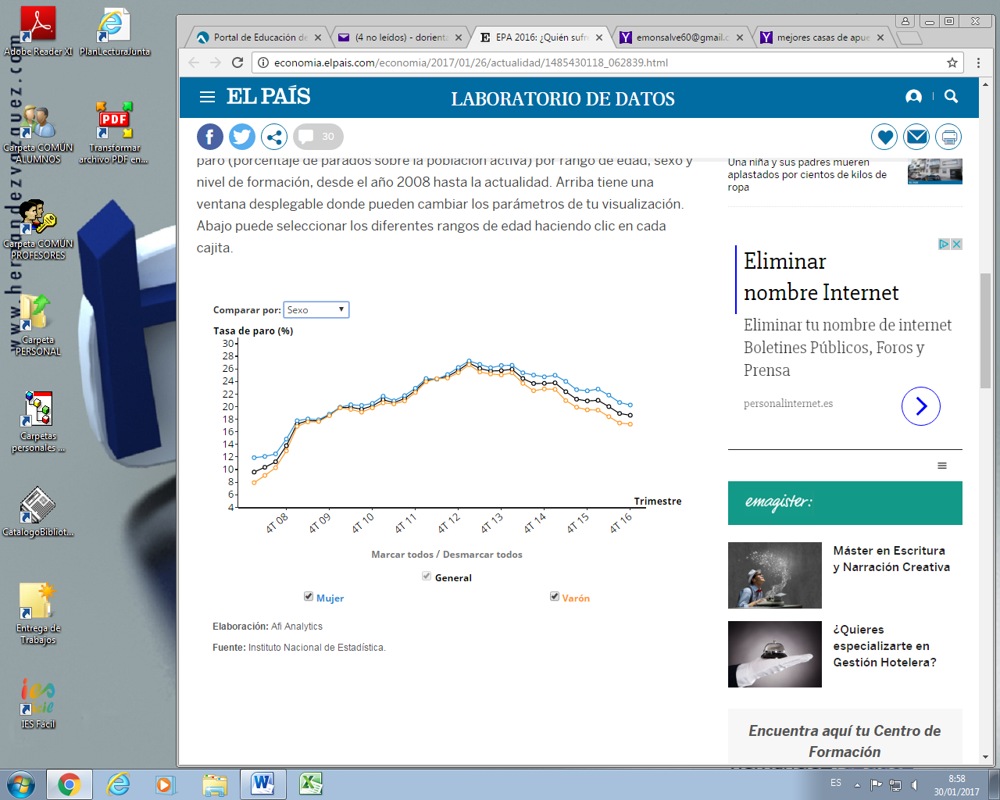 www.hernandezvazquez.com
Adobe Reader XI
PlanLecturaJunta
Carpeta COMÚN
ALUMNOS
Transformar
archivo PDF en...
Carpeta COMÚN
PROFESORES
Carpeta
PERSONAL
Carpetas
personales ...
CatalogoBibliot...
Entrega de
Trabajos
IES Fácil
Portal de Educación de
(4 no leídos) - dorienta
EPA 2016: ¿Quién sufre
emonsalve60@gmail.c
mejores casas de apue
economia.elpais.com/economia/2017/01/26/actualidad/1485430118_062839.html
EL PAÍS
LABORATORIO DE DATOS
30
paro (porcentaje de parados sobre la población activa) por rango de edad, sexo y
nivel de formación, desde el año 2008 hasta la actualidad. Arriba tiene una
ventana desplegable donde pueden cambiar los parámetros de tu visualización.
Abajo puede seleccionar los diferentes rangos de edad haciendo clic en cada
cajita.
Comparar por: Sexo
Tasa de paro (%)
30
28
26
24
22
20
18
16
14
12
10
8
6
4
Trimestre
4T 08
4T 09
4T 10
4T 11
4T 12
4T 13
4T 14
4T 15
4T 16
Marcar todos / Desmarcar todos
General
Mujer
Varón
Elaboración: Afi Analytics
Fuente: Instituto Nacional de Estadística.
Una niña y sus padres mueren
aplastados por cientos de kilos de
ropa
Eliminar
nombre Internet
Eliminar tu nombre de internet
Boletines Públicos, Foros y
Prensa
personalinternet.es
emagister:
Máster en Escritura
y Narración Creativa
¿Quieres
especializarte en
Gestión Hotelera?
Encuentra aquí tu Centro de
Formación
ES
8:58
30/01/2017